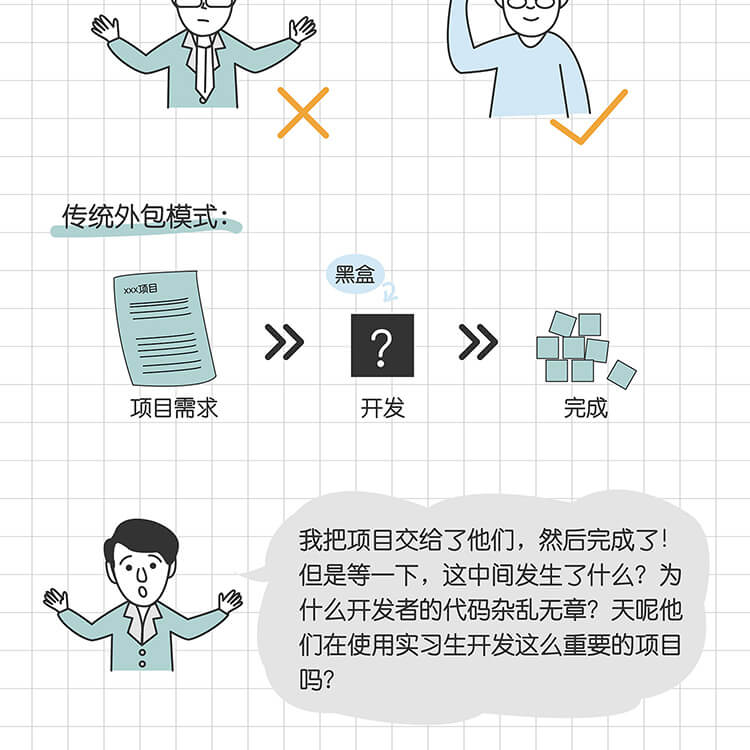 传统外包模式：
黑盒
xxx项目
?
项目需求
开发
完成
我把项目交给了他们，然后完成了！
但是等一下，这中间发生了什么？为
什么开发者的代码杂乱无章？天呢他
们在使用实习生开发这么重要的项目
吗？